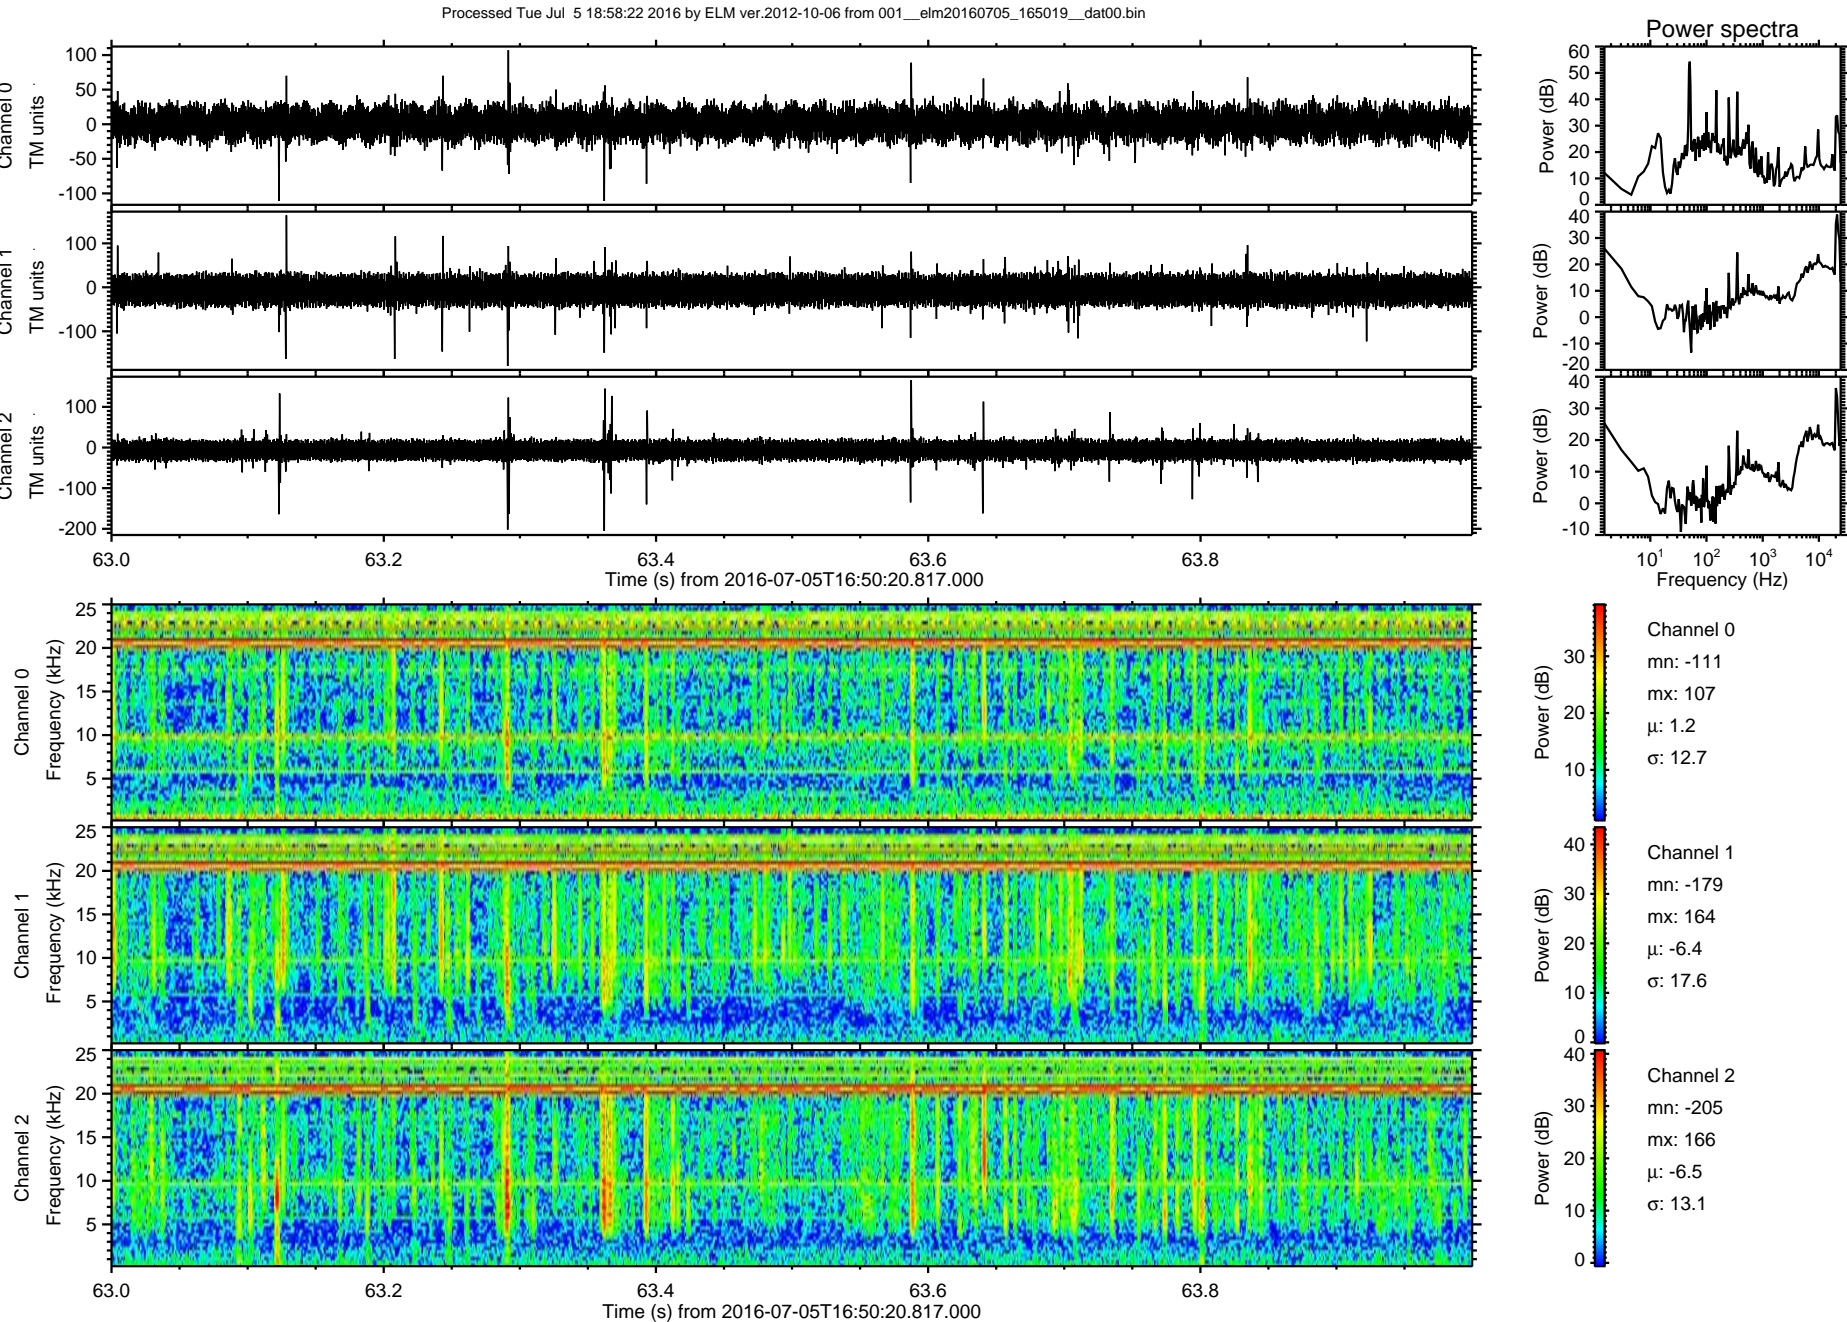 Processed Tue Jul 5 18:58:22 2016 by ELM ver.2012-10-06 from 001__elm20160705_165019__dat00.bin
Power spectra
Channel 0
TM units
100
50
0
-50
-100
Power (dB)
60
50
40
30
20
10
0
Channel 1
TM units
100
0
-100
Power (dB)
40
30
20
10
0
-10
-20
Channel 2
TM units
100
0
-100
-200
Power (dB)
40
30
20
10
0
-10
63.0 63.2 63.4 63.6 63.8
Time (s) from 2016-07-05T16:50:20.817.000
10¹ 10² 10³ 10⁴
Frequency (Hz)
Channel 0
Frequency (kHz)
25
20
15
10
5
Power (dB)
30
20
10
Channel 0
mn: -111
mx: 107
μ: 1.2
σ: 12.7
Channel 1
Frequency (kHz)
25
20
15
10
5
Power (dB)
40
30
20
10
0
Channel 1
mn: -179
mx: 164
μ: -6.4
σ: 17.6
Channel 2
Frequency (kHz)
25
20
15
10
5
Power (dB)
40
30
20
10
0
Channel 2
mn: -205
mx: 166
μ: -6.5
σ: 13.1
63.0 63.2 63.4 63.6 63.8
Time (s) from 2016-07-05T16:50:20.817.000